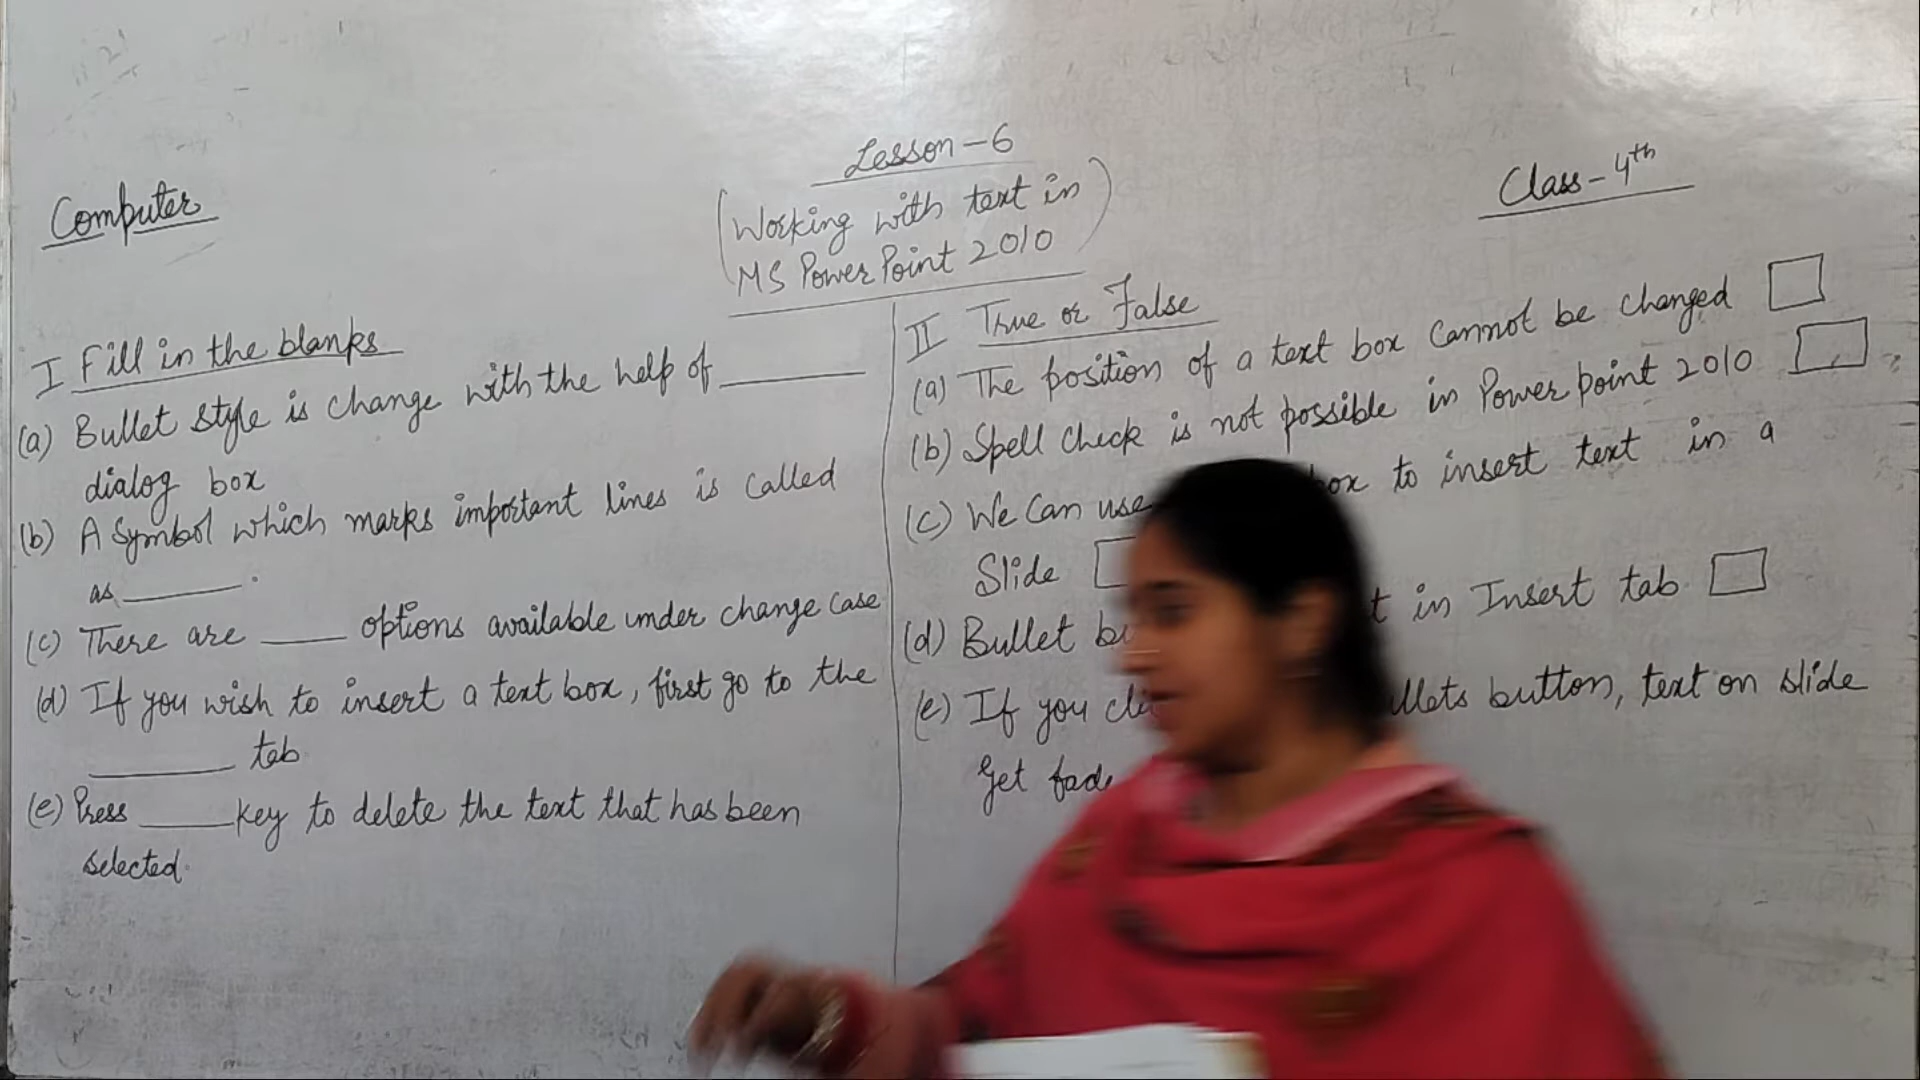 Computer
Lesson-6
(Working with text in
MS PowerPoint 2010)
Class-4th
I Fill in the blanks
(a) Bullet style is change with the help of ______
dialog box
(b) A Symbol which marks important lines is called
as ______.
(c) There are ____ options available under change case
(d) If you wish to insert a text box, first go to the
______ tab
(e) Press ____ key to delete the text that has been
selected.
II True or False
(a) The position of a text box cannot be changed
(b) Spell check is not possible in Power point 2010
(c) We Can use box to insert text in a
Slide
(d) Bullet in Insert tab
(e) If you button, text on slide
get